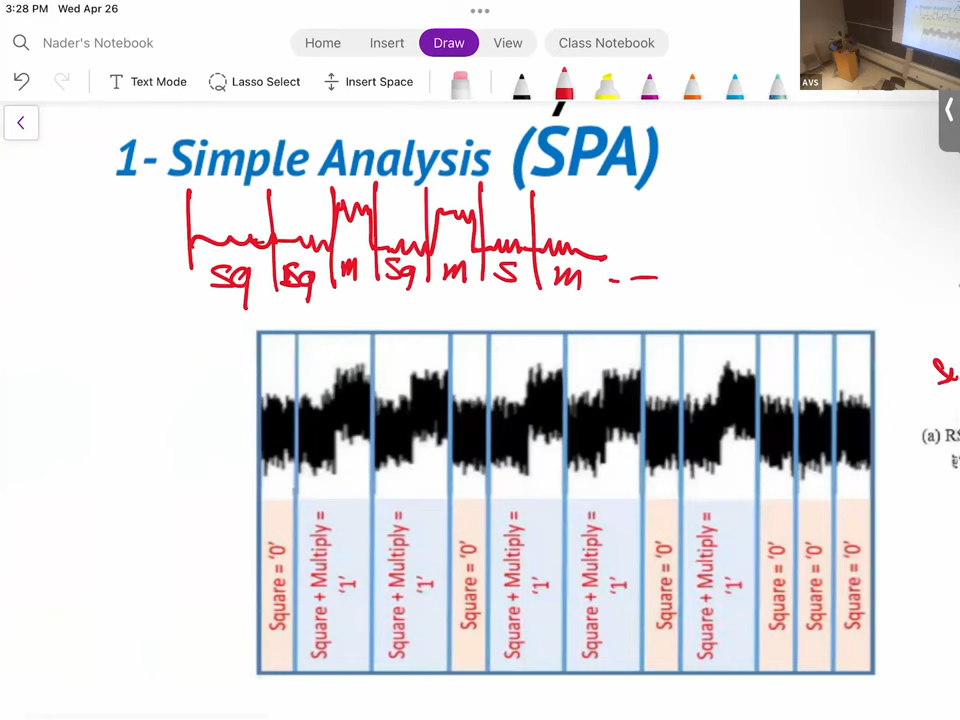 3:28 PM Wed Apr 26
Nader's Notebook
Home Insert Draw View Class Notebook
Text Mode Lasso Select Insert Space
AVS
1- Simple Analysis (SPA)
Sq Sq m Sq m S m . - —
Square = '0'
Square + Multiply =
'1'
Square + Multiply =
'1'
Square = '0'
Square + Multiply =
'1'
Square + Multiply =
'1'
Square = '0'
Square + Multiply =
'1'
Square = '0'
Square = '0'
Square = '0'
(a)